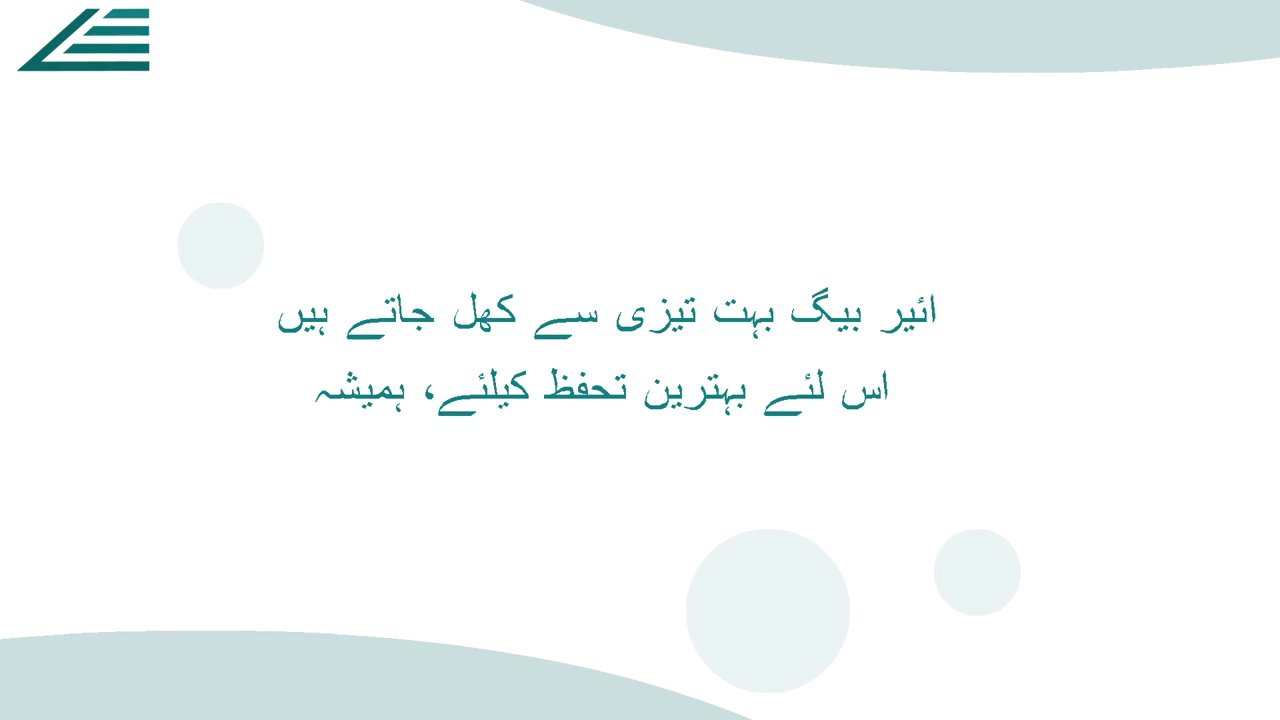 ائیر بیگ بہت تیزی سے کھل جاتے ہیں
اس لئے بہترین تحفظ کیلئے، ہمیشہ